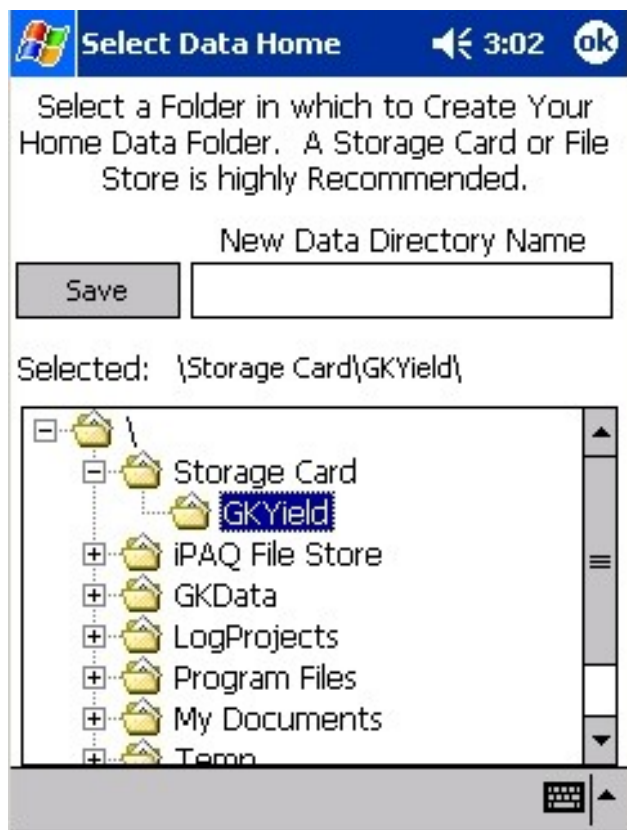 Select Data Home 3:02 ok
Select a Folder in which to Create Your
Home Data Folder. A Storage Card or File
Store is highly Recommended.
New Data Directory Name
Save
Selected: \Storage Card\GKYield\
\
Storage Card
GKYield
iPAQ File Store
GKData
LogProjects
Program Files
My Documents
Temp